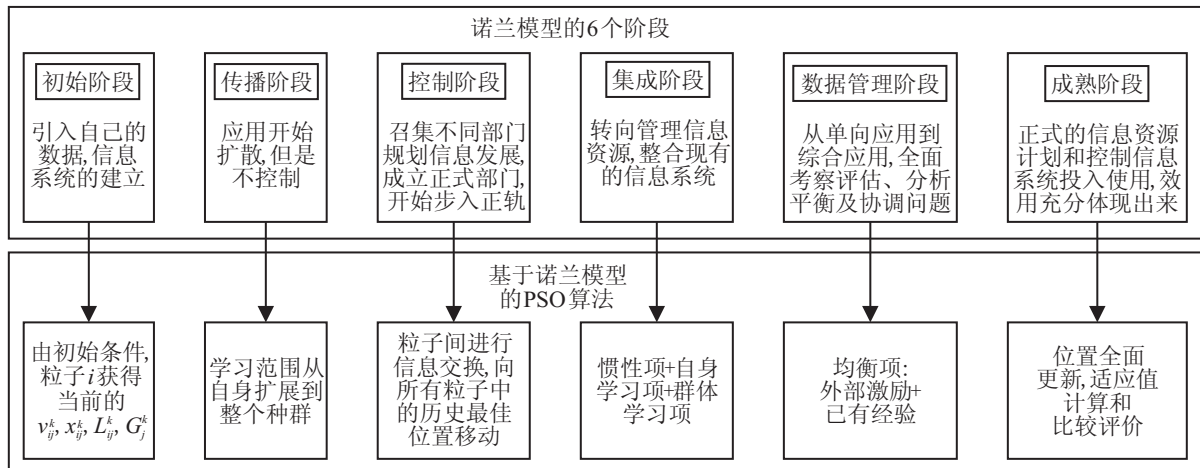 诺兰模型的6个阶段
初始阶段
引入自己的
数据,信息
系统的建立
传播阶段
应用开始
扩散,但是
不控制
控制阶段
召集不同部门
规划信息发展,
成立正式部门,
开始步入正轨
集成阶段
转向管理信息
资源,整合现有
的信息系统
数据管理阶段
从单向应用到
综合应用,全面
考察评估、分析
平衡及协调问题
成熟阶段
正式的信息资源
计划和控制信息
系统投入使用,效
用充分体现出来
基于诺兰模型
的PSO算法
由初始条件,
粒子i获得
当前的
v_{ij}^k, x_{ij}^k, L_{ij}^k, G_j^k
学习范围从
自身扩展到
整个种群
粒子间进行
信息交换,向
所有粒子中
的历史最佳
位置移动
惯性项+自身
学习项+群体
学习项
均衡项:
外部激励+
已有经验
位置全面
更新,适应值
计算和
比较评价